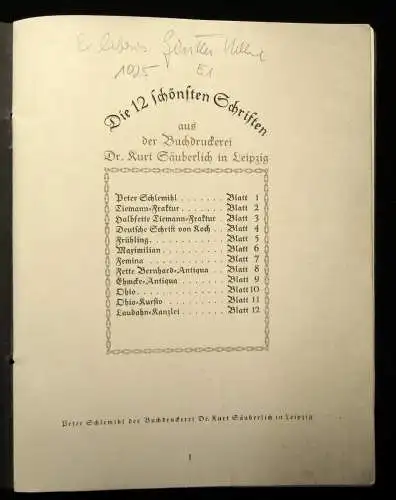 1925 E1
Die 12 schönsten Schriften
aus
der Buchdruckerei
Dr. Kurt Säuberlich in Leipzig
Peter Schlemihl . . . . . . . Blatt 1
Tiemann-Fraktur . . . . . . . Blatt 2
Halbfette Tiemann-Fraktur . Blatt 3
Deutsche Schrift von Koch . . Blatt 4
Frühling . . . . . . . . . . . Blatt 5
Maximilian . . . . . . . . . . Blatt 6
Femina . . . . . . . . . . . . Blatt 7
Fette Bernhard-Antiqua . . . Blatt 8
Ehmcke-Antiqua . . . . . . . Blatt 9
Ohio . . . . . . . . . . . . . Blatt 10
Ohio-Kursiv . . . . . . . . . Blatt 11
Laudahn-Kanzlei . . . . . . . Blatt 12
Peter Schlemihl der Buchdruckerei Dr. Kurt Säuberlich in Leipzig
1